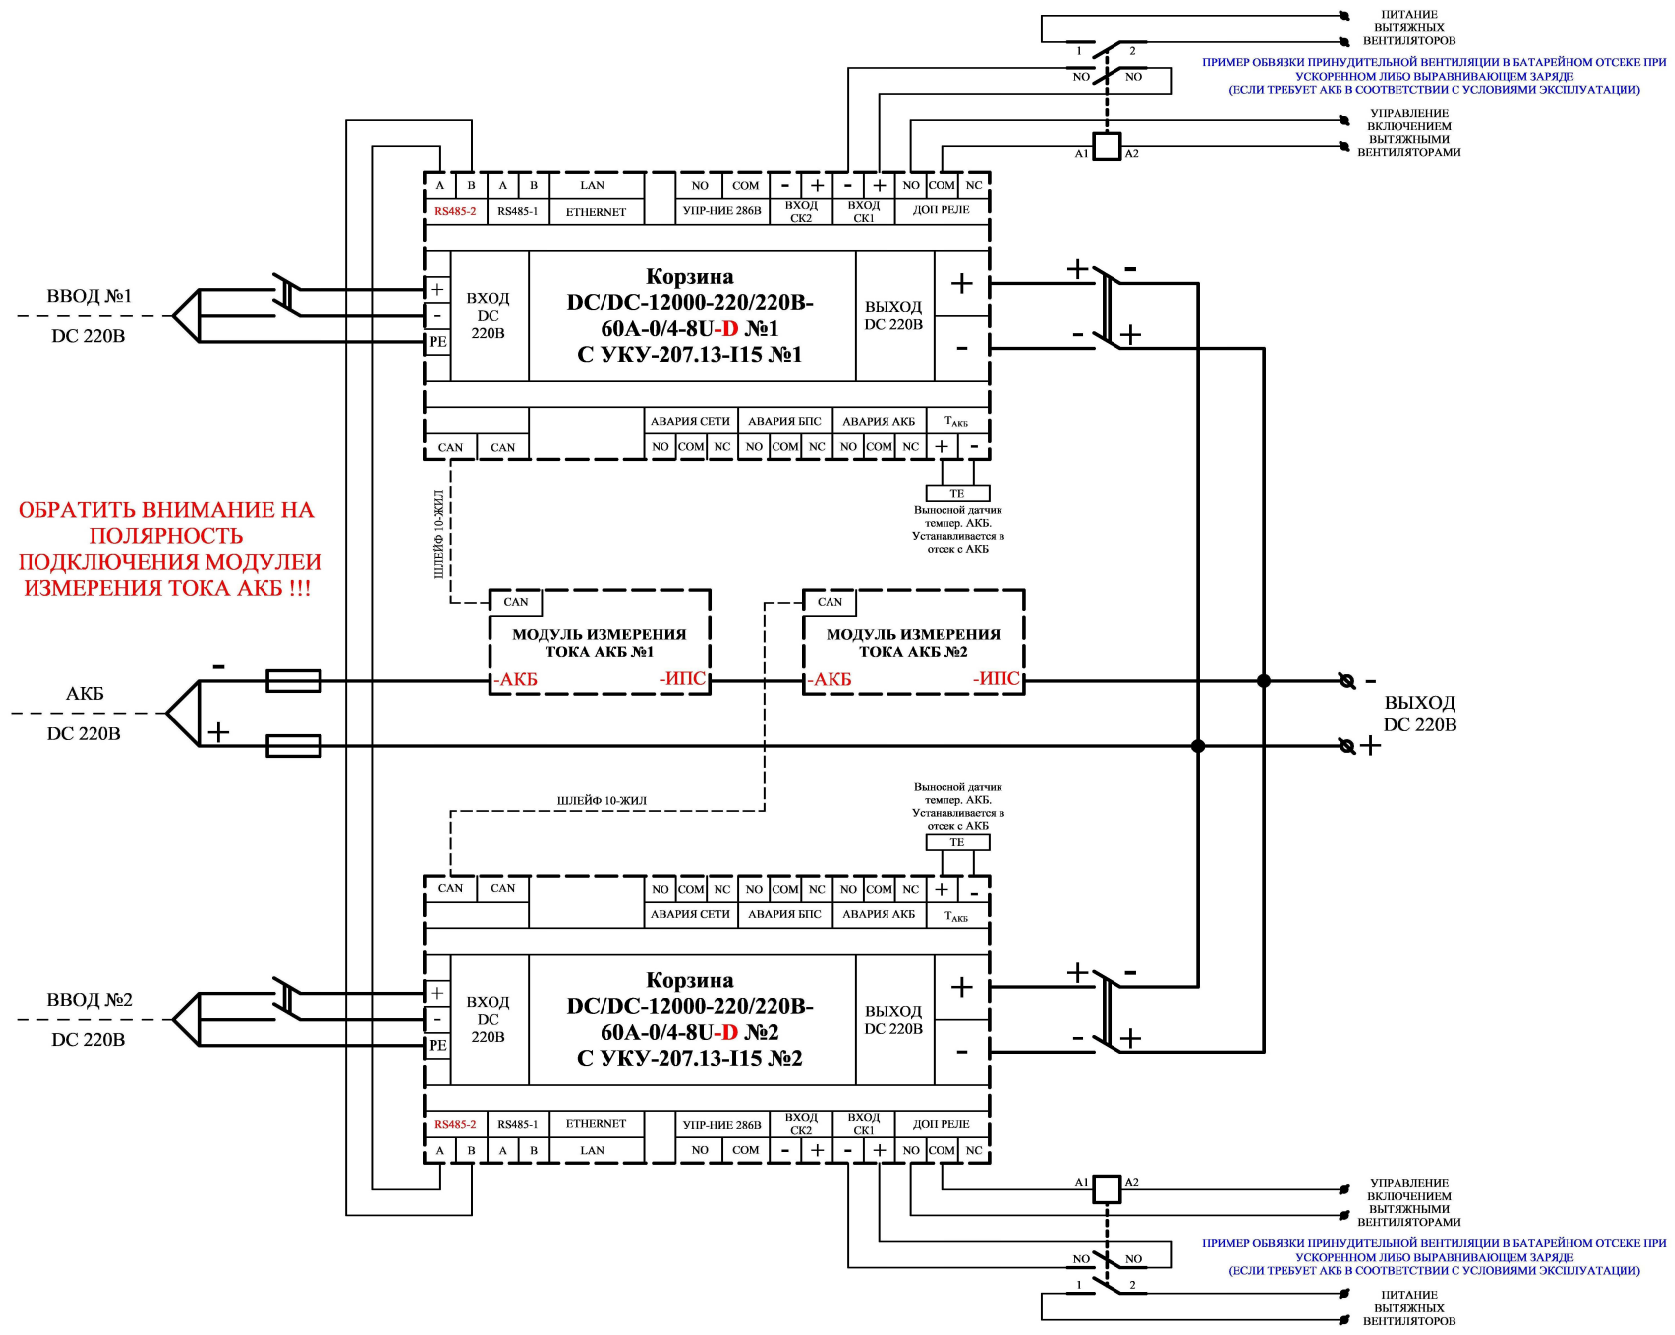 ПИТАНИЕ
ВЫТЯЖНЫХ
ВЕНТИЛЯТОРОВ
1 2
NO NO
ПРИМЕР ОБВЯЗКИ ПРИНУДИТЕЛЬНОЙ ВЕНТИЛЯЦИИ В БАТАРЕЙНОМ ОТСЕКЕ ПРИ
УСКОРЕННОМ ЛИБО ВЫРАВНИВАЮЩЕМ ЗАРЯДЕ
(ЕСЛИ ТРЕБУЕТ АКБ В СООТВЕТСТВИИ С УСЛОВИЯМИ ЭКСПЛУАТАЦИИ)
УПРАВЛЕНИЕ
ВКЛЮЧЕНИЕМ
ВЫТЯЖНЫМИ
ВЕНТИЛЯТОРАМИ
A1 A2
A B A B LAN NO COM - + - + NO COM NC
RS485-2 RS485-1 ETHERNET УПР-НИЕ 286В ВХОД СК2 ВХОД СК1 ДОП РЕЛЕ
ВВОД №1
DC 220В
+
-
PE
ВХОД
DC
220В
Корзина
DC/DC-12000-220/220В-
60А-0/4-8U-D №1
С УКУ-207.13-I15 №1
ВЫХОД
DC 220В
+
-
+ -
- +
АВАРИЯ СЕТИ АВАРИЯ БПС АВАРИЯ АКБ ТАКБ
CAN CAN NO COM NC NO COM NC NO COM NC + -
ШЛЕЙФ 10-ЖИЛ
TE
Выносной датчик
темпер. АКБ.
Устанавливается в
отсек с АКБ
ОБРАТИТЬ ВНИМАНИЕ НА
ПОЛЯРНОСТЬ
ПОДКЛЮЧЕНИЯ МОДУЛЕИ
ИЗМЕРЕНИЯ ТОКА АКБ !!!
CAN
МОДУЛЬ ИЗМЕРЕНИЯ
ТОКА АКБ №1
-АКБ -ИПС
CAN
МОДУЛЬ ИЗМЕРЕНИЯ
ТОКА АКБ №2
-АКБ -ИПС
АКБ
DC 220В
-
+
-
ВЫХОД
DC 220В
+
ШЛЕЙФ 10-ЖИЛ
Выносной датчик
темпер. АКБ.
Устанавливается в
отсек с АКБ
TE
CAN CAN NO COM NC NO COM NC NO COM NC + -
АВАРИЯ СЕТИ АВАРИЯ БПС АВАРИЯ АКБ ТАКБ
ВВОД №2
DC 220В
+
-
PE
ВХОД
DC
220В
Корзина
DC/DC-12000-220/220В-
60А-0/4-8U-D №2
С УКУ-207.13-I15 №2
ВЫХОД
DC 220В
+
-
+ -
- +
RS485-2 RS485-1 ETHERNET УПР-НИЕ 286В ВХОД СК2 ВХОД СК1 ДОП РЕЛЕ
A B A B LAN NO COM - + - + NO COM NC
A1 A2
УПРАВЛЕНИЕ
ВКЛЮЧЕНИЕМ
ВЫТЯЖНЫМИ
ВЕНТИЛЯТОРАМИ
ПРИМЕР ОБВЯЗКИ ПРИНУДИТЕЛЬНОЙ ВЕНТИЛЯЦИИ В БАТАРЕЙНОМ ОТСЕКЕ ПРИ
УСКОРЕННОМ ЛИБО ВЫРАВНИВАЮЩЕМ ЗАРЯДЕ
(ЕСЛИ ТРЕБУЕТ АКБ В СООТВЕТСТВИИ С УСЛОВИЯМИ ЭКСПЛУАТАЦИИ)
NO NO
1 2
ПИТАНИЕ
ВЫТЯЖНЫХ
ВЕНТИЛЯТОРОВ